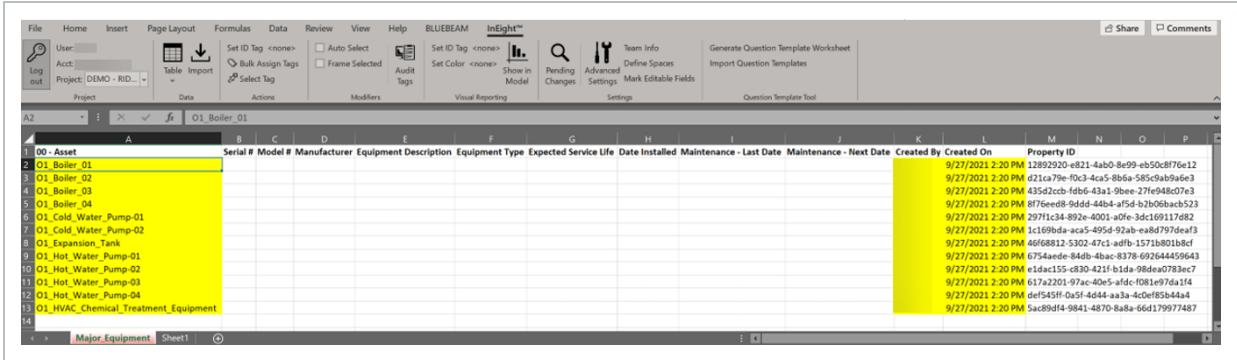 File Home Insert Page Layout Formulas Data Review View Help BLUEBEAM InEight™ Share Comments
User:
Acct:
Project: DEMO - RID...
Log out
Project
Table Import
Data
Set ID Tag <none>
Bulk Assign Tags
Select Tag
Actions
Auto Select
Frame Selected
Modifiers
Audit Tags
Set ID Tag <none>
Set Color <none>
Show in Model
Visual Reporting
Pending Changes
Advanced Settings
Team Info
Define Spaces
Mark Editable Fields
Settings
Generate Question Template Worksheet
Import Question Templates
Question Template Tool
A2 fx O1_Boiler_01
A B C D E F G H I J K L M N O P
1 00 - Asset Serial # Model # Manufacturer Equipment Description Equipment Type Expected Service Life Date Installed Maintenance - Last Date Maintenance - Next Date Created By Created On Property ID
2 O1_Boiler_01 9/27/2021 2:20 PM 12892920-e821-4ab0-8e99-eb50c8f76e12
3 O1_Boiler_02 9/27/2021 2:20 PM d21ca79e-f0c3-4ca5-8b6a-585c9ab9a6e3
4 O1_Boiler_03 9/27/2021 2:20 PM 435d2ccb-fdb6-43a1-9bee-27fe948c07e3
5 O1_Boiler_04 9/27/2021 2:20 PM 8f76eed8-9ddd-44b4-af5d-b2b06bacb523
6 O1_Cold_Water_Pump-01 9/27/2021 2:20 PM 297f1c34-892e-4001-a0fe-3dc169117d82
7 O1_Cold_Water_Pump-02 9/27/2021 2:20 PM 1c169bda-aca5-495d-92ab-ea8d797deaf3
8 O1_Expansion_Tank 9/27/2021 2:20 PM 46f68812-5302-47c1-adfb-1571b801b8cf
9 O1_Hot_Water_Pump-01 9/27/2021 2:20 PM 6754aede-84db-4bac-8378-692644459643
10 O1_Hot_Water_Pump-02 9/27/2021 2:20 PM e1dac155-c830-421f-b1da-98dea0783ec7
11 O1_Hot_Water_Pump-03 9/27/2021 2:20 PM 617a2201-97ac-40e5-afdc-f081e97da1f4
12 O1_Hot_Water_Pump-04 9/27/2021 2:20 PM def545ff-0a5f-4d44-aa3a-4c0ef85b44a4
13 O1_HVAC_Chemical_Treatment_Equipment 9/27/2021 2:20 PM 5ac89df4-9841-4870-8a8a-66d179977487
14
Major_Equipment Sheet1